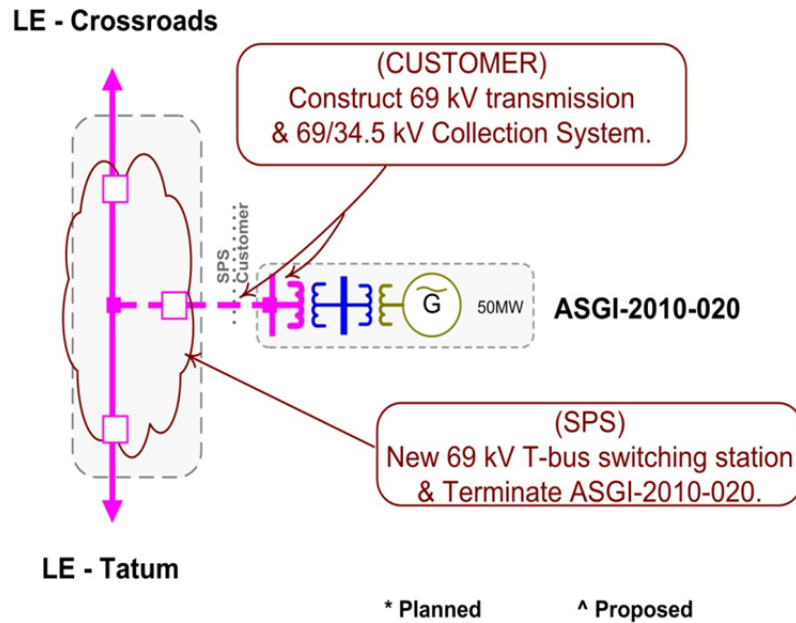 LE - Crossroads
(CUSTOMER)
Construct 69 kV transmission
& 69/34.5 kV Collection System.
SPS
Customer
G
50MW
ASGI-2010-020
(SPS)
New 69 kV T-bus switching station
& Terminate ASGI-2010-020.
LE - Tatum
* Planned
^ Proposed